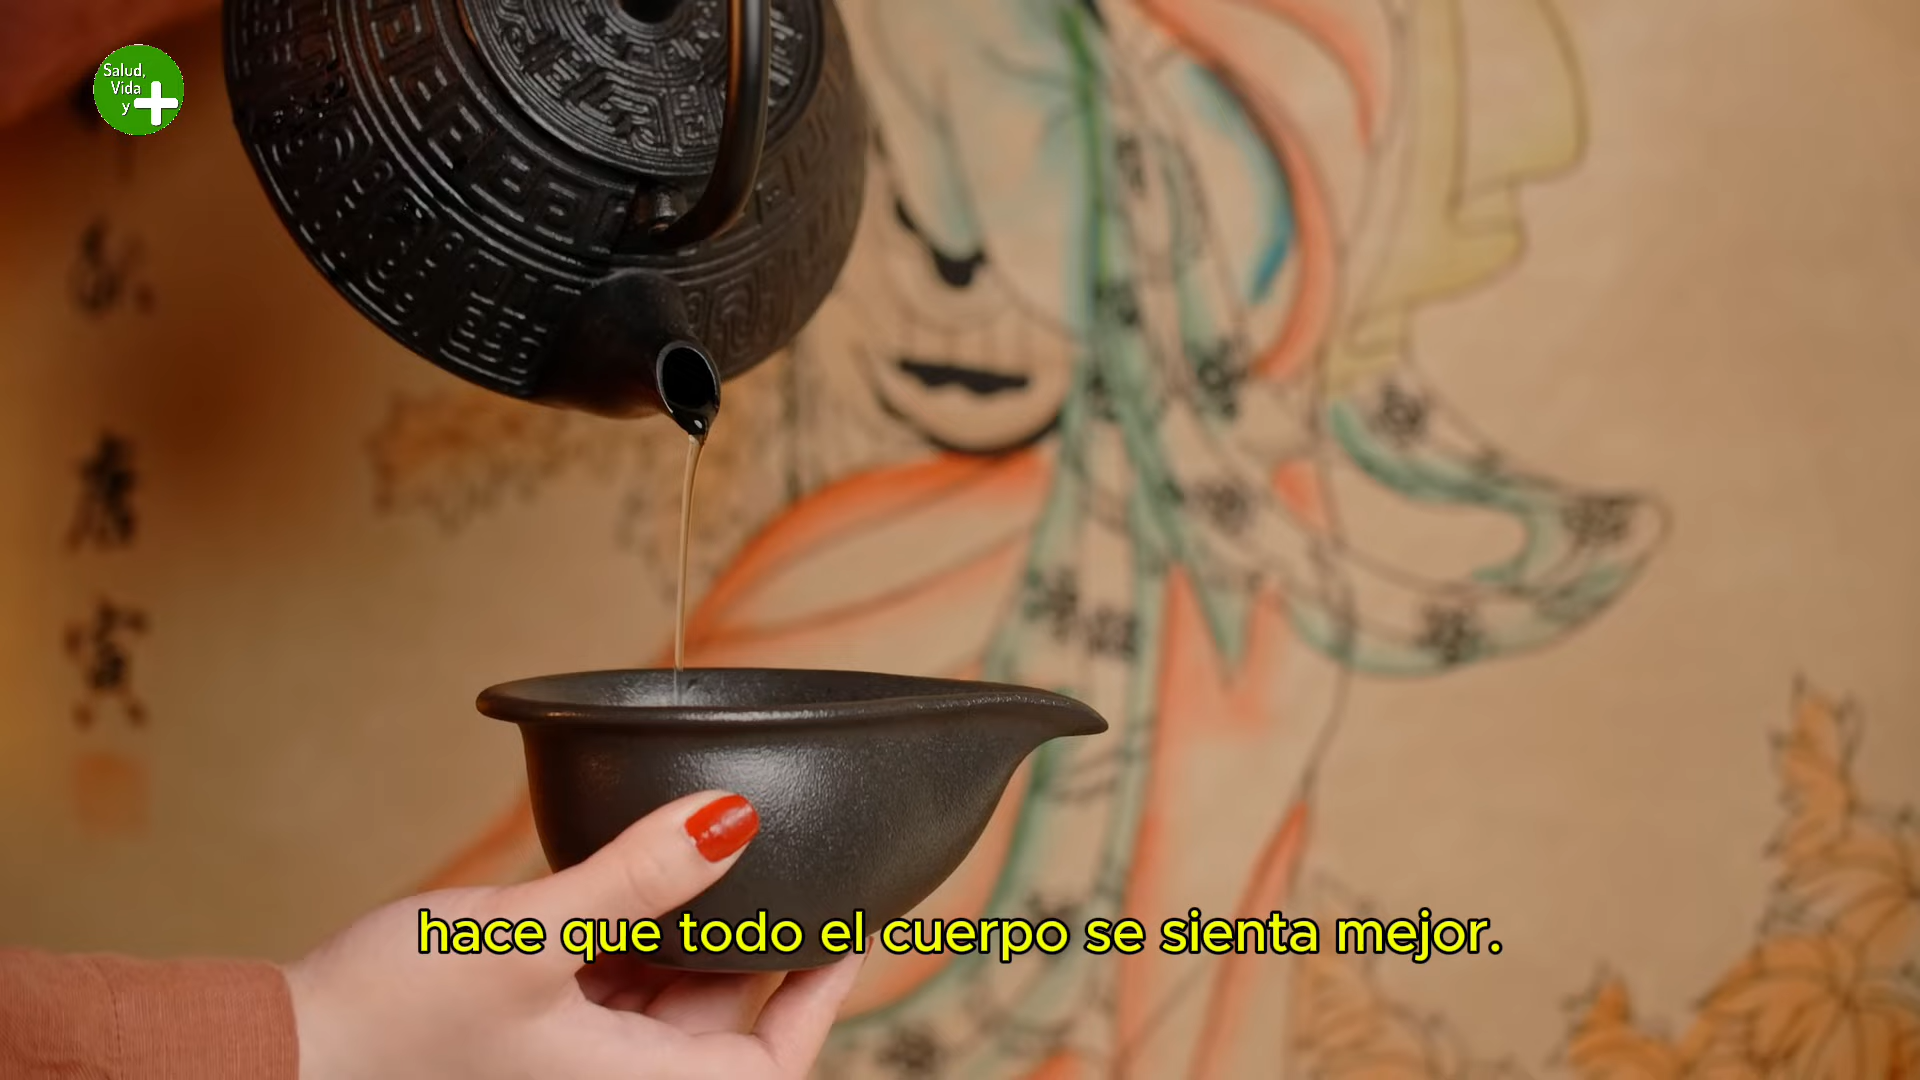 Salud,
Vida
y +
hace que todo el cuerpo se sienta mejor.